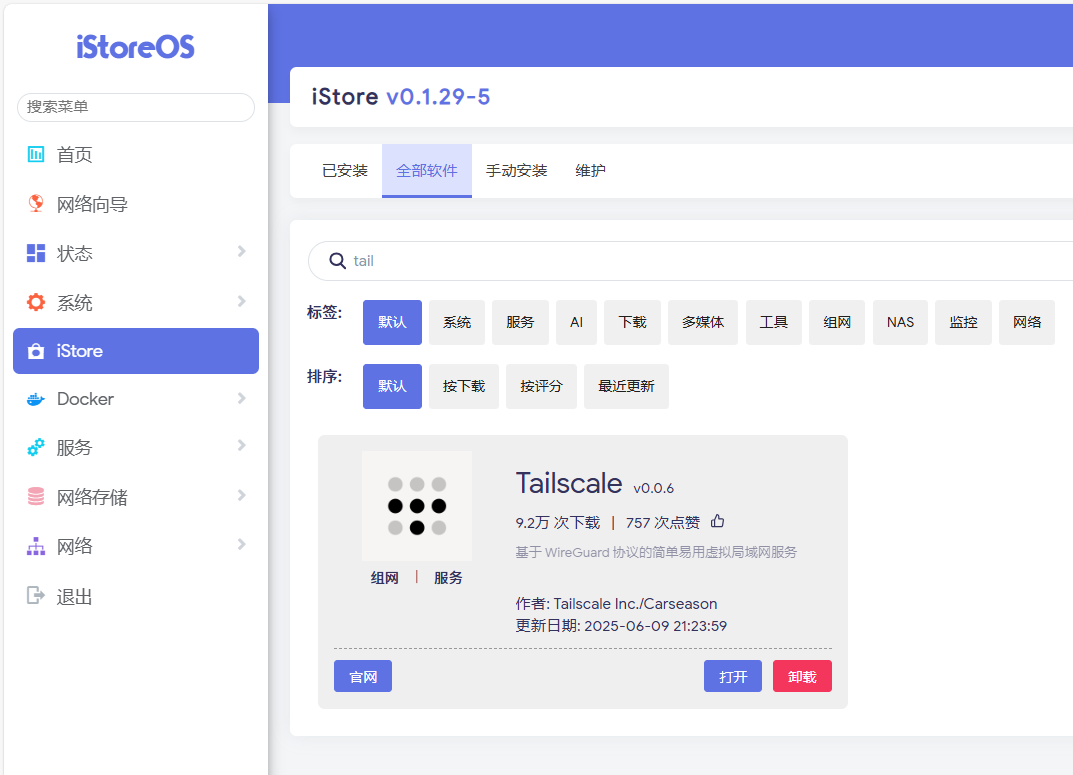 iStoreOS
搜索菜单
首页
网络向导
状态
系统
iStore
Docker
服务
网络存储
网络
退出
iStore v0.1.29-5
已安装 全部软件 手动安装 维护
tail
标签: 默认 系统 服务 AI 下载 多媒体 工具 组网 NAS 监控 网络
排序: 默认 按下载 按评分 最近更新
Tailscale v0.0.6
9.2万 次下载 | 757 次点赞
基于 WireGuard 协议的简单易用虚拟局域网服务
组网 | 服务
作者: Tailscale Inc./Carseason
更新日期: 2025-06-09 21:23:59
官网 打开 卸载